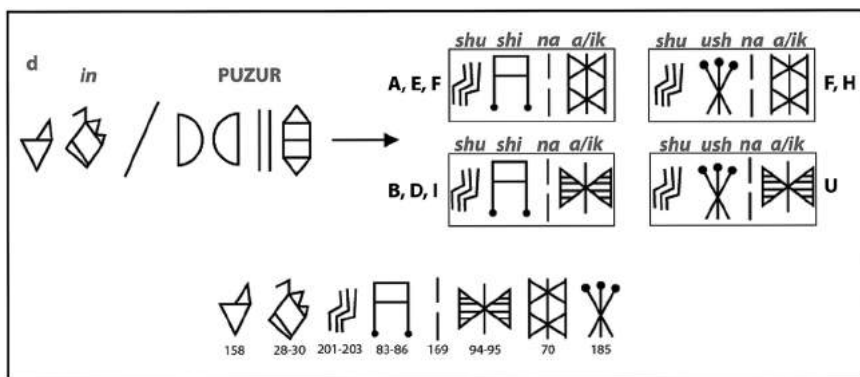 d in PUZUR
shu shi na a/ik
A, E, F
shu ush na a/ik
F, H
shu shi na a/ik
B, D, I
shu ush na a/ik
U
158 28-30 201-203 83-86 169 94-95 70 185